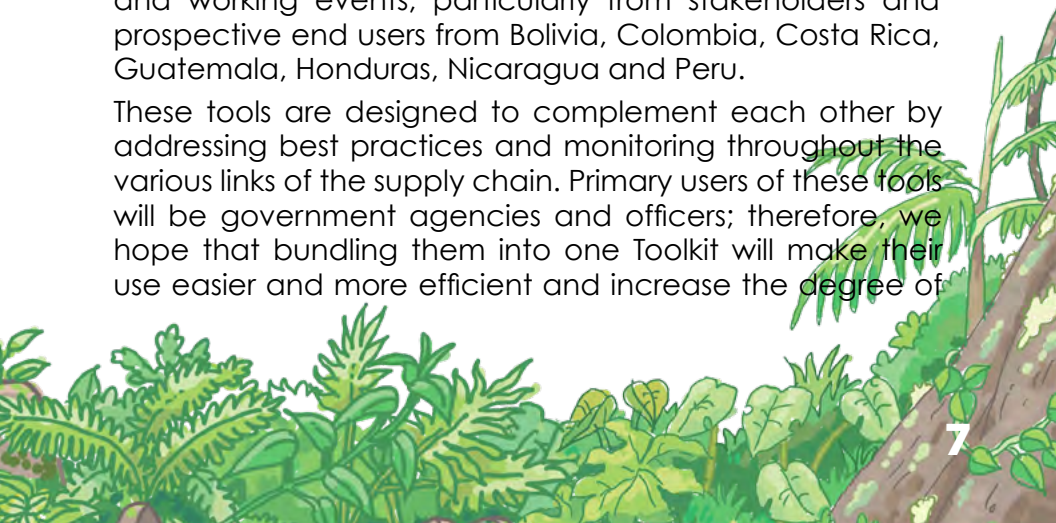 and working events, particularly from stakeholders and
prospective end users from Bolivia, Colombia, Costa Rica,
Guatemala, Honduras, Nicaragua and Peru.
These tools are designed to complement each other by
addressing best practices and monitoring throughout the
various links of the supply chain. Primary users of these tools
will be government agencies and officers; therefore, we
hope that bundling them into one Toolkit will make their
use easier and more efficient and increase the degree of
7